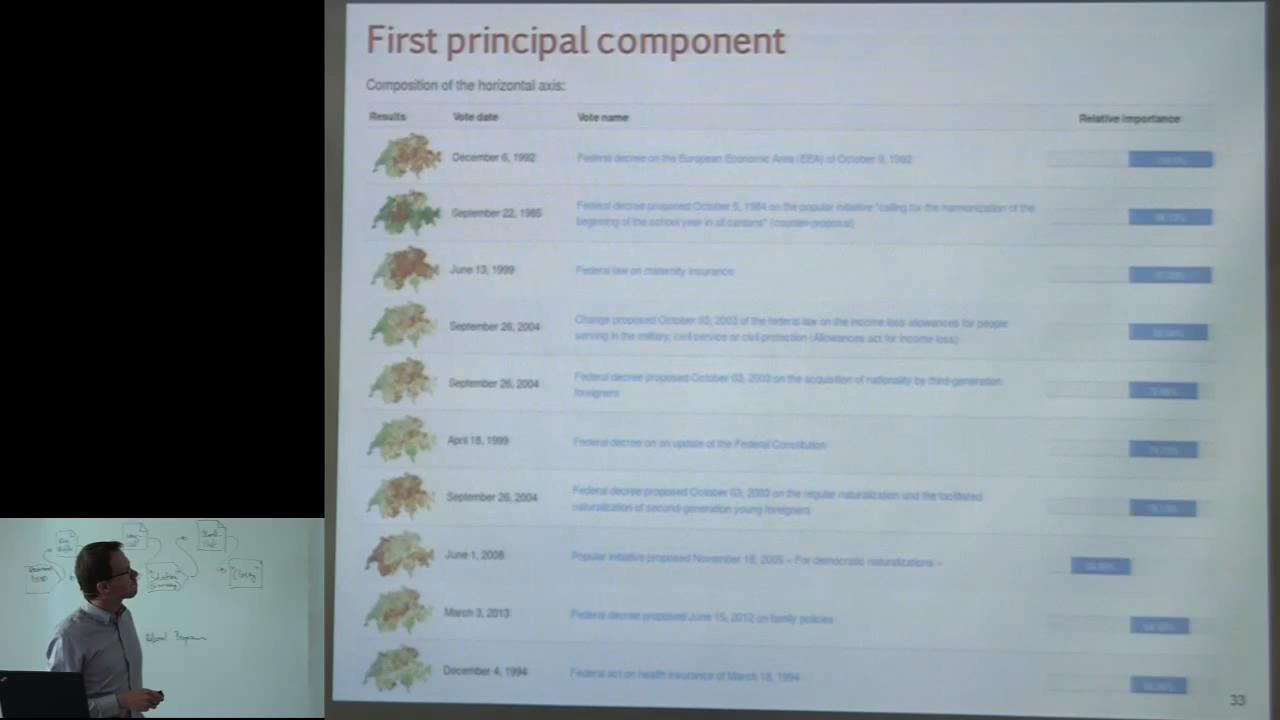 First principal component
Composition of the horizontal axis:
Results Vote date Vote name Relative importance
December 6, 1992 Federal decree on the European Economic Area (EEA) of October 9, 1992
September 22, 1985 Federal decree proposed October 5, 1984 on the popular initiative "calling for the harmonization of the
beginning of the school year in all cantons" (counter-proposal)
June 13, 1999 Federal law on maternity insurance
September 26, 2004 Change proposed October 03, 2003 of the federal law on the income loss allowances for people
serving in the military, civil service or civil protection (Allowances act for income loss)
September 26, 2004 Federal decree proposed October 03, 2003 on the acquisition of nationality by third-generation
foreigners
April 18, 1999 Federal decree on an update of the Federal Constitution
September 26, 2004 Federal decree proposed October 03, 2003 on the regular naturalization and the facilitated
naturalization of second-generation young foreigners
June 1, 2008 Popular initiative proposed November 18, 2005 – For democratic naturalizations –
March 3, 2013 Federal decree proposed June 15, 2012 on family policies
December 4, 1994 Federal act on health insurance of March 18, 1994
33